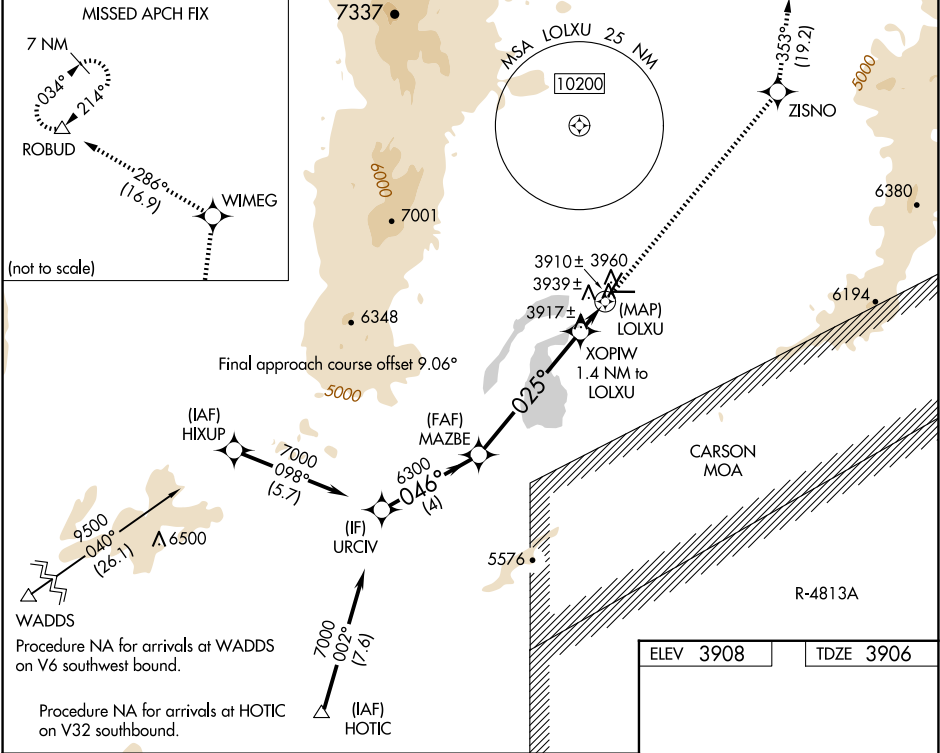 MISSED APCH FIX
7 NM
034°
214°
ROBUD
286°
(16.9)
WIMEG
(not to scale)
7337
6000
7001
6348
5000
MSA LOLXU 25 NM
10200
353°
(19.2)
ZISNO
5000
6380
6194
3910± 3960
3939±
3917±
(MAP)
LOLXU
XOPIW
1.4 NM to
LOLXU
Final approach course offset 9.06°
025°
(FAF)
MAZBE
(IAF)
HIXUP
7000
098°
(5.7)
6300
046°
(4)
(IF)
URCIV
9500
040°
(26.1)
6500
WADDS
Procedure NA for arrivals at WADDS
on V6 southwest bound.
7000
002°
(7.6)
(IAF)
HOTIC
Procedure NA for arrivals at HOTIC
on V32 southbound.
5576
CARSON
MOA
R-4813A
ELEV 3908
TDZE 3906